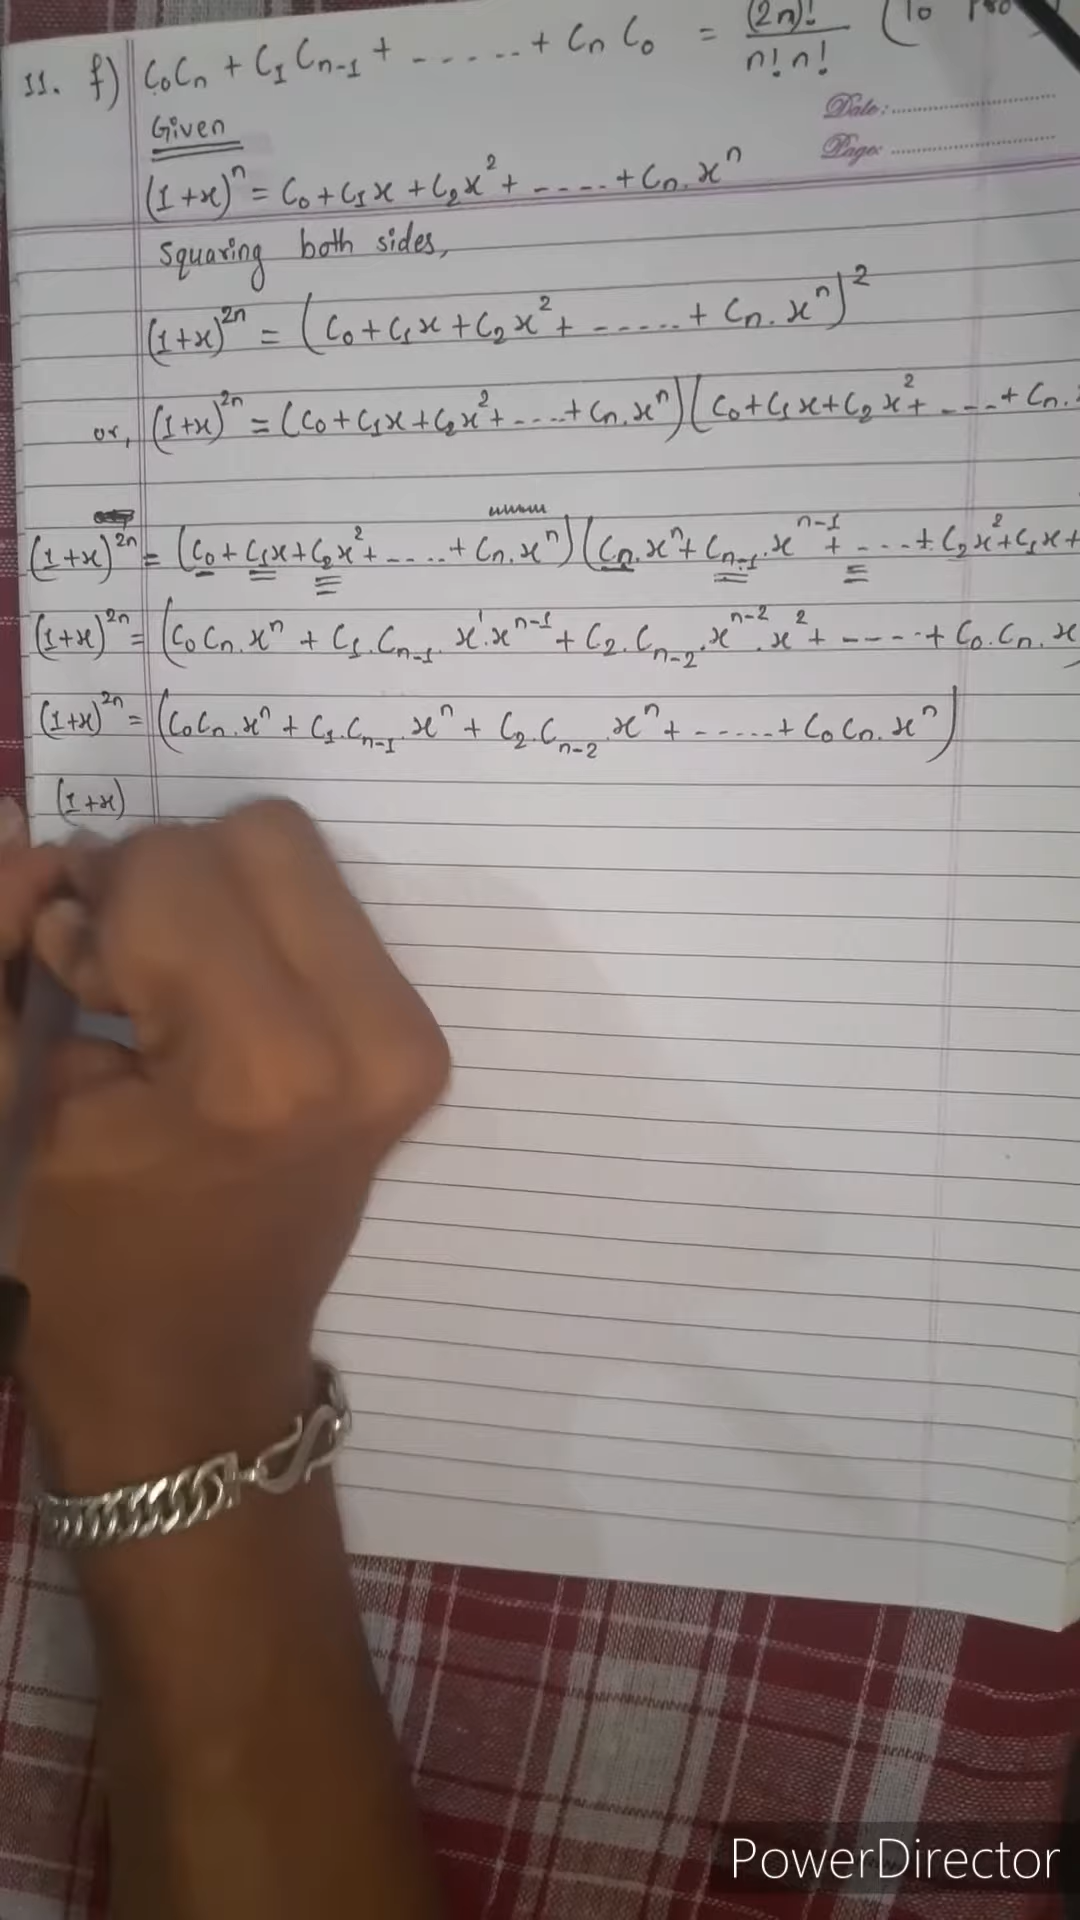 11. f) C₀Cₙ + C₁Cₙ₋₁ + ------ + Cₙ C₀ = (2n)!/n!n! (To
Date:
Given
Page:
(1+x)ⁿ = C₀ + C₁x + C₂x² + ----- + Cₙ.xⁿ
Squaring both sides,
(1+x)²ⁿ = (C₀ + C₁x + C₂x² + ------ + Cₙ.xⁿ)²
or, (1+x)²ⁿ = (C₀ + C₁x + C₂x² + ----- + Cₙ.xⁿ)(C₀ + C₁x + C₂x² + ---- + Cₙ.
(1+x)²ⁿ = (C₀ + C₁x + C₂x² + ----- + Cₙ.xⁿ)(Cₙ.xⁿ + Cₙ₋₁.xⁿ⁻¹ + ----- + C₂x² + C₁x +
(1+x)²ⁿ = (C₀Cₙ.xⁿ + C₁.Cₙ₋₁.x¹.xⁿ⁻¹ + C₂.Cₙ₋₂.xⁿ⁻².x² + ----- + C₀.Cₙ.x
(1+x)²ⁿ = (C₀Cₙ.xⁿ + C₁.Cₙ₋₁.xⁿ + C₂.Cₙ₋₂.xⁿ + ------ + C₀Cₙ.xⁿ)
(1+x)
PowerDirector